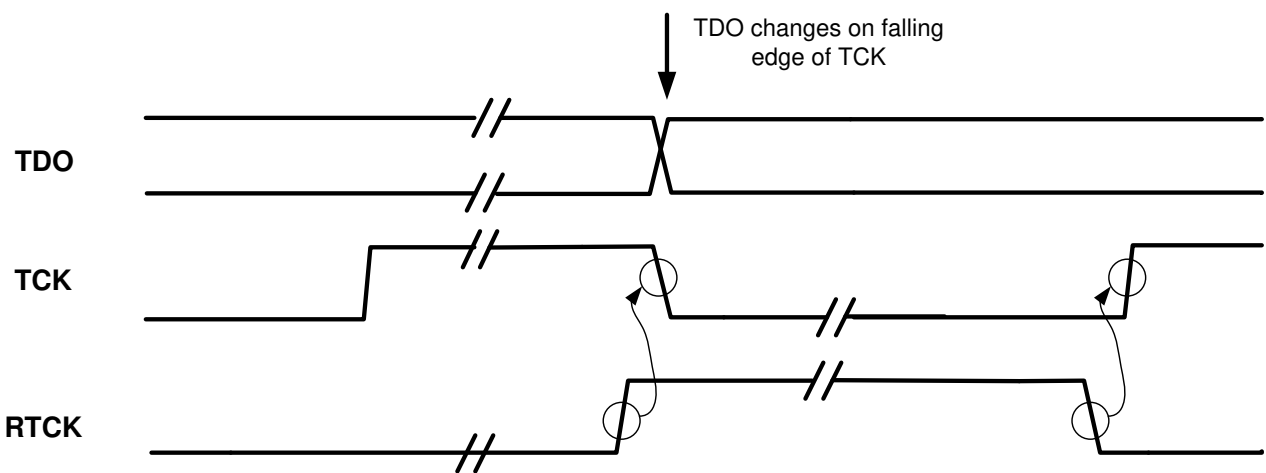 TDO changes on falling
edge of TCK
TDO
TCK
RTCK